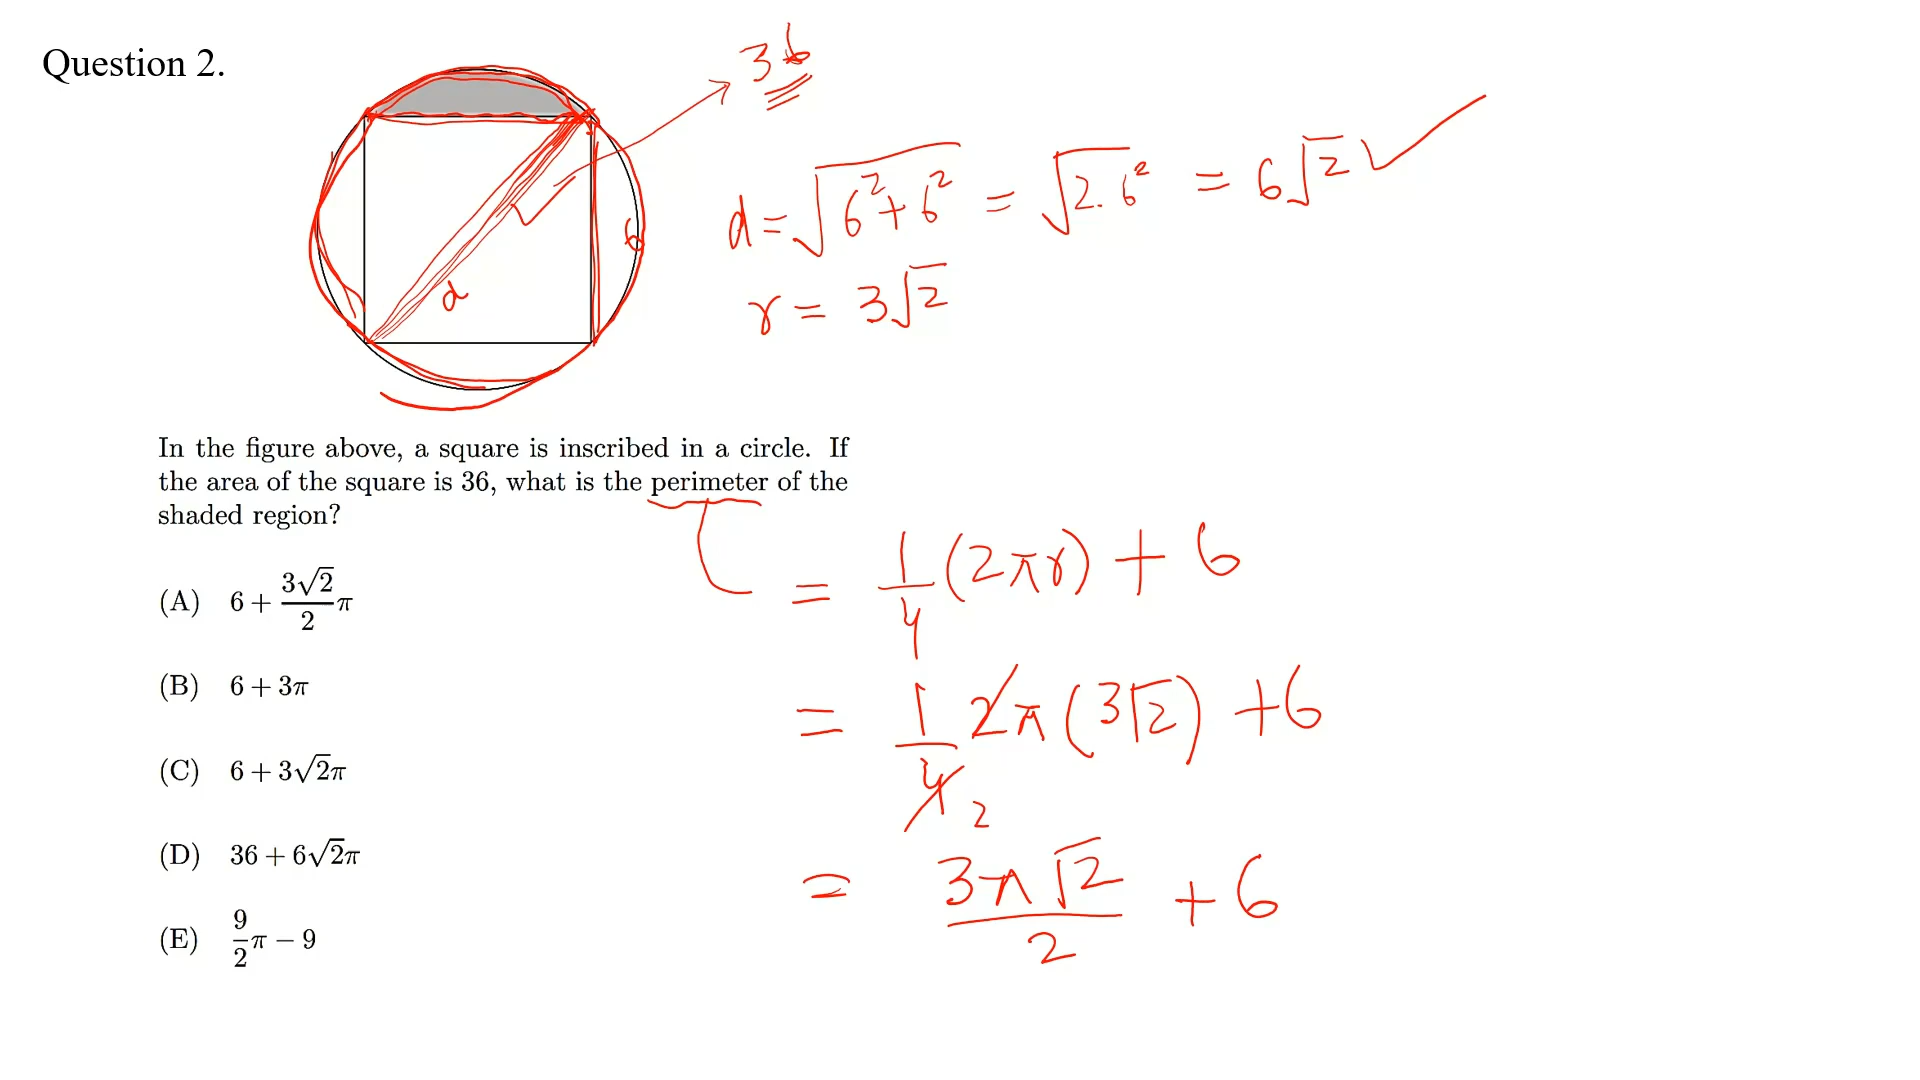 Question 2.
36
d = √(6² + 6²) = √(2.6²) = 6√2 ✓
6
d
r = 3√2
In the figure above, a square is inscribed in a circle. If
the area of the square is 36, what is the perimeter of the
shaded region?
= 1/4 (2πr) + 6
(A) 6 + 3√2/2 π
(B) 6 + 3π
= 1/4 2π (3√2) + 6
2
(C) 6 + 3√2π
(D) 36 + 6√2π
= 3π√2/2 + 6
(E) 9/2 π − 9